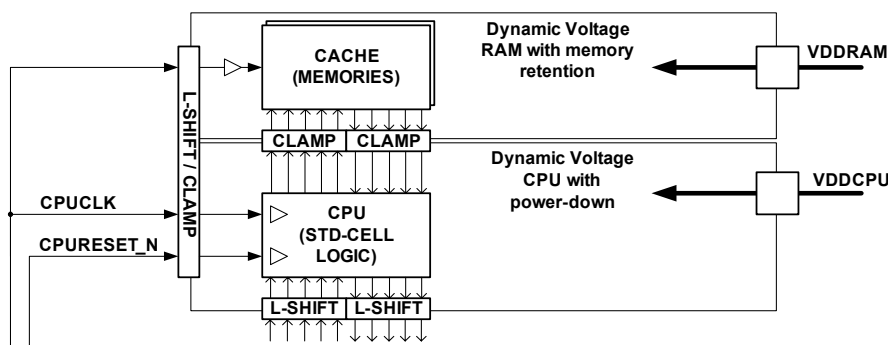 CACHE
(MEMORIES)
Dynamic Voltage
RAM with memory
retention
VDDRAM
L-SHIFT / CLAMP
CLAMP CLAMP
Dynamic Voltage
CPU with
power-down
VDDCPU
CPUCLK
CPU
(STD-CELL
LOGIC)
CPURESET_N
L-SHIFT L-SHIFT